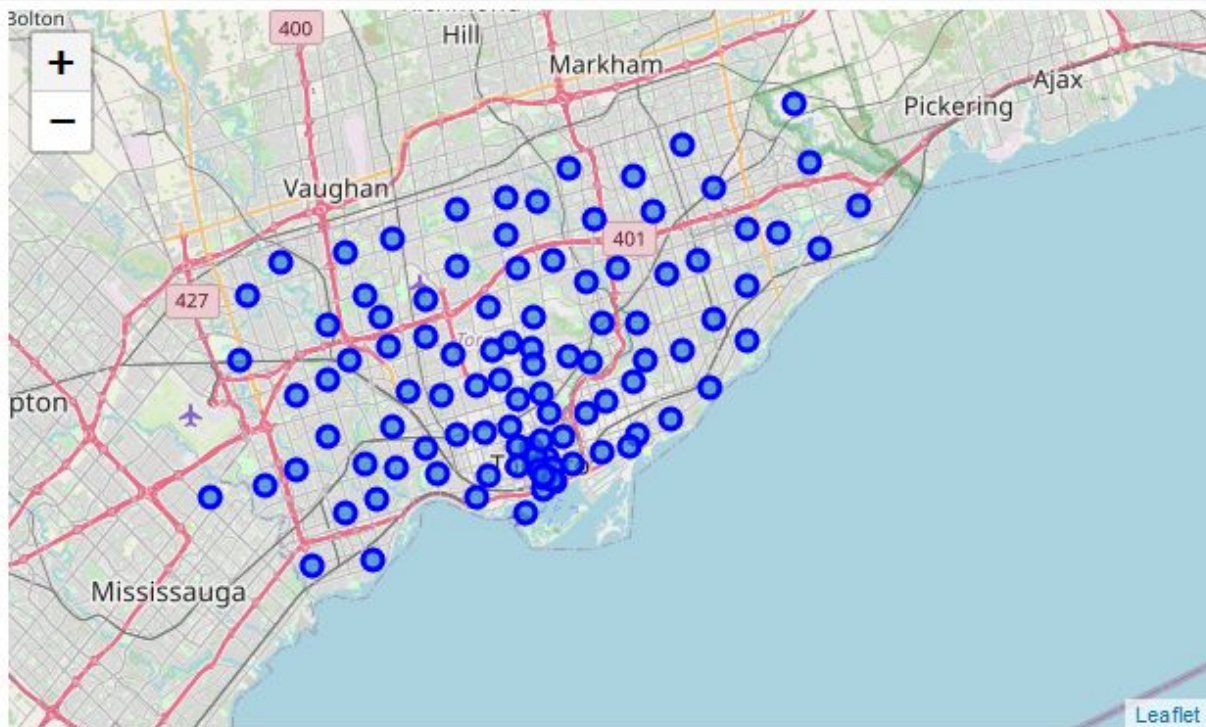 Bolton
400
Hill
+
−
Markham
Ajax
Pickering
Vaughan
401
427
pton
Mississauga
Leaflet